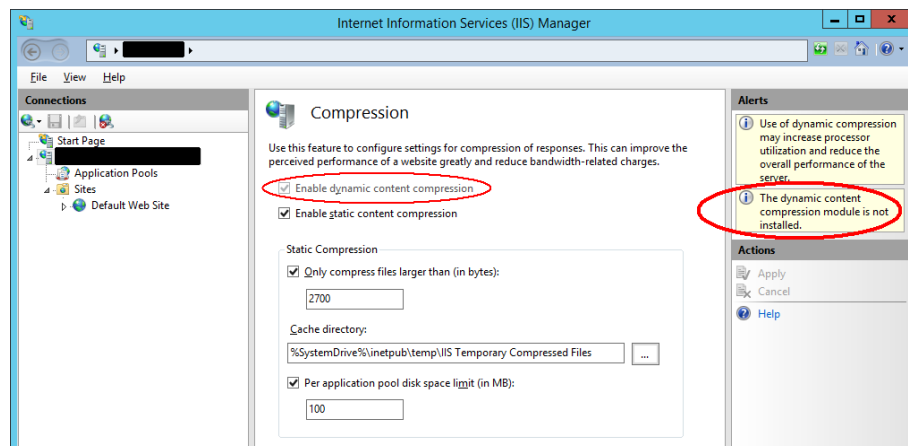 Internet Information Services (IIS) Manager
File View Help
Connections
Start Page
Application Pools
Sites
Default Web Site
Compression
Use this feature to configure settings for compression of responses. This can improve the
perceived performance of a website greatly and reduce bandwidth-related charges.
Enable dynamic content compression
Enable static content compression
Static Compression
Only compress files larger than (in bytes):
2700
Cache directory:
%SystemDrive%\inetpub\temp\IIS Temporary Compressed Files
...
Per application pool disk space limit (in MB):
100
Alerts
Use of dynamic compression
may increase processor
utilization and reduce the
overall performance of the
server.
The dynamic content
compression module is not
installed.
Actions
Apply
Cancel
Help